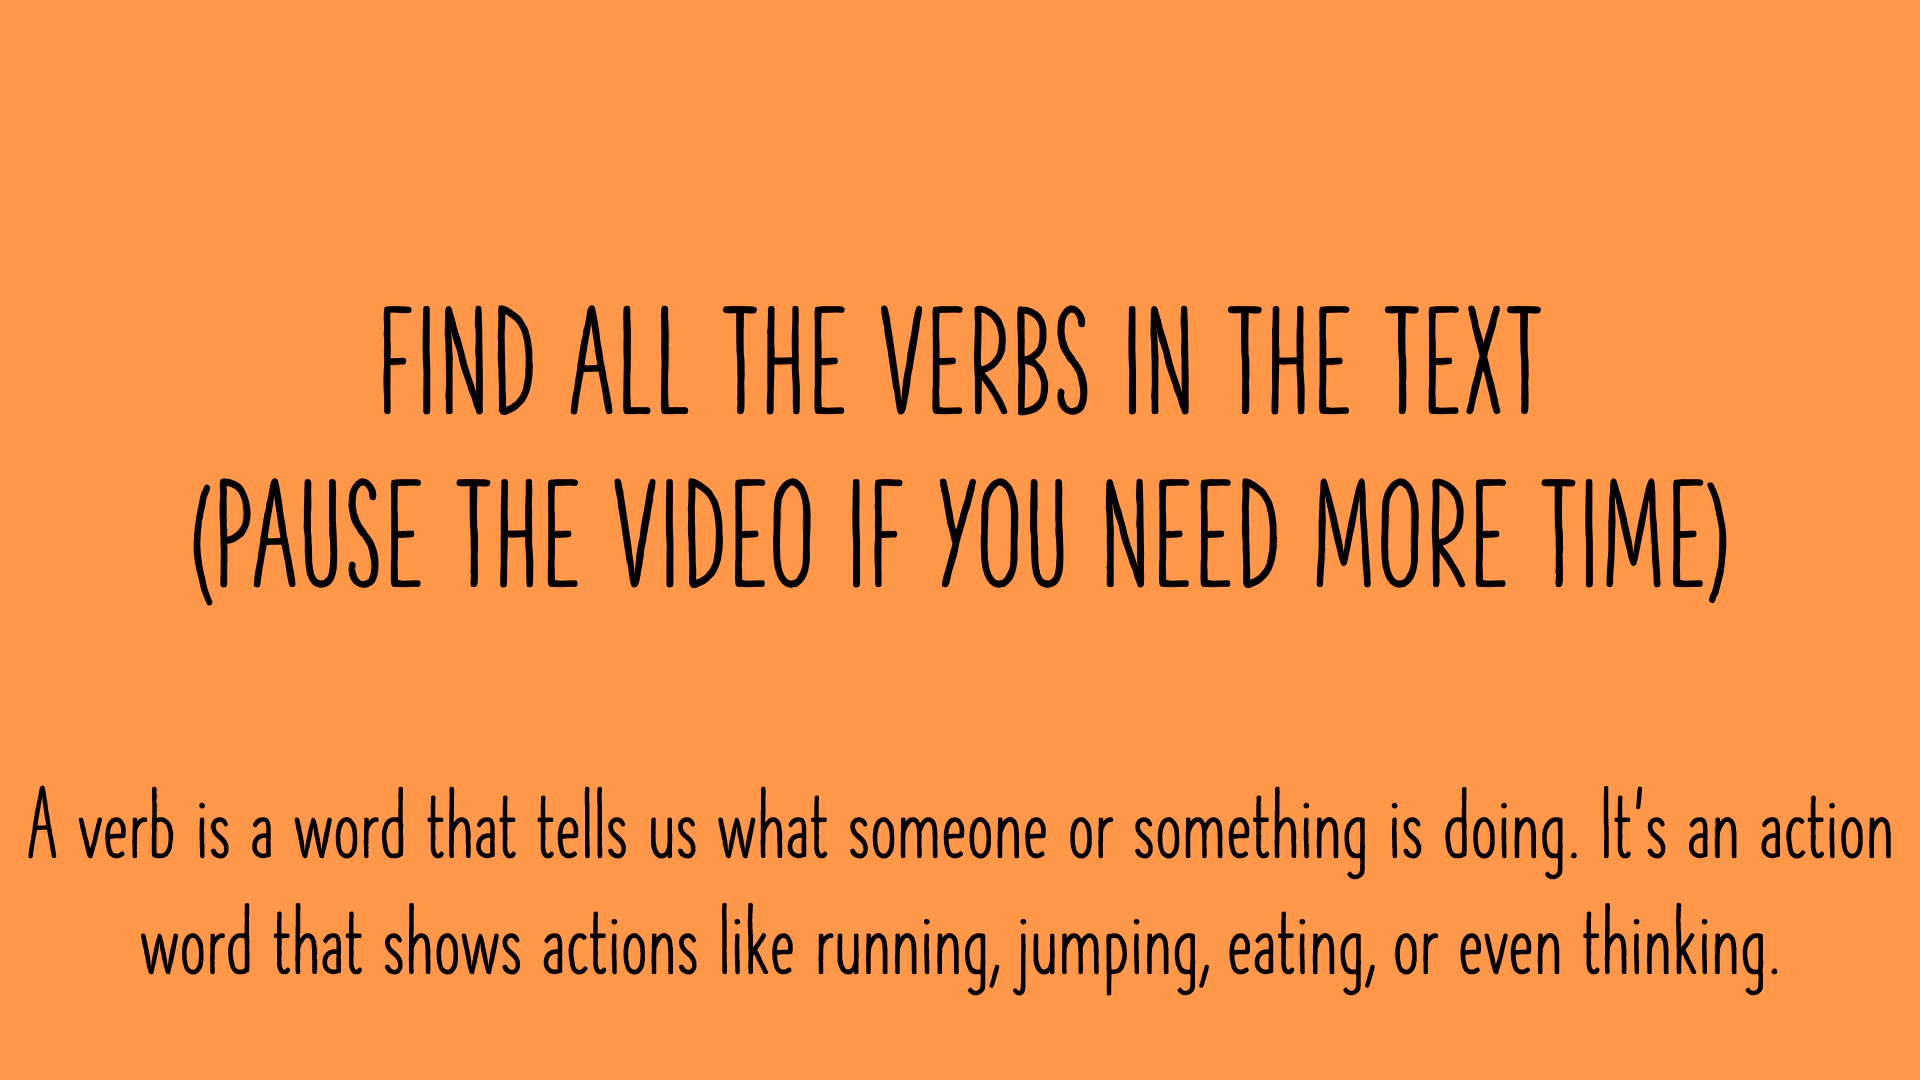 FIND ALL THE VERBS IN THE TEXT
(PAUSE THE VIDEO IF YOU NEED MORE TIME)
A verb is a word that tells us what someone or something is doing. It's an action
word that shows actions like running, jumping, eating, or even thinking.